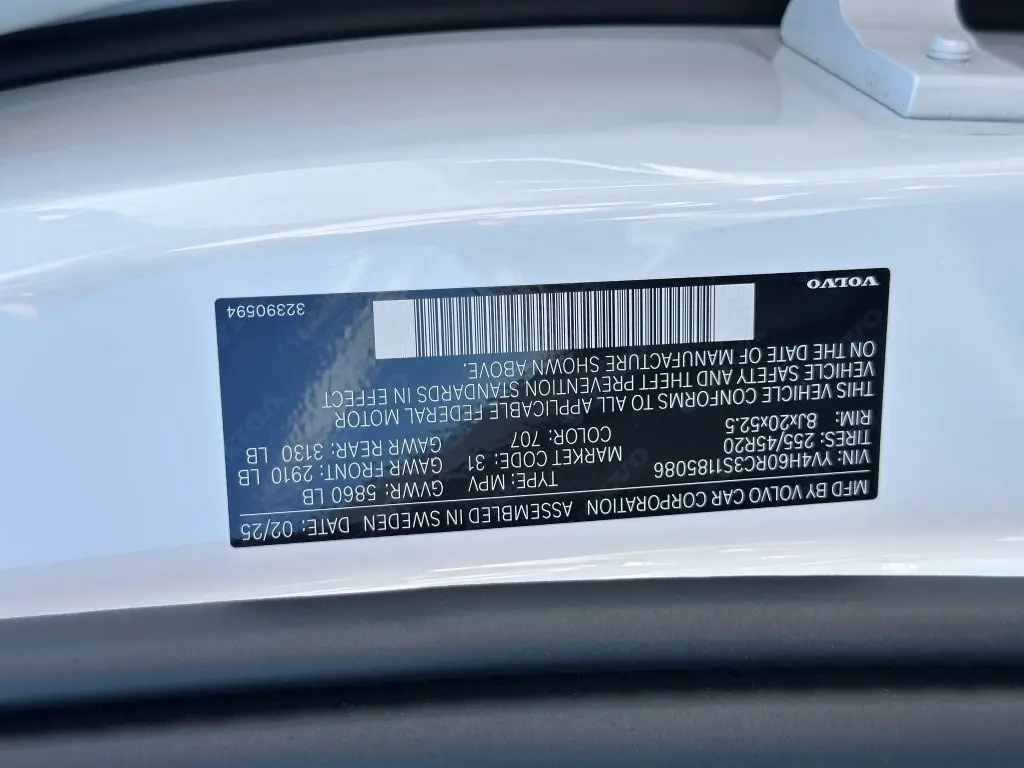 MFD BY VOLVO CAR CORPORATION ASSEMBLED IN SWEDEN DATE: 02/25
VIN: YV4H60RC3S1185086 TYPE: MPV GVWR: 5860 LB
TIRES: 255/45R20 MARKET CODE: 31 GAWR FRONT: 2910 LB
RIM: 8Jx20x52.5 COLOR: 707 GAWR REAR: 3130 LB
THIS VEHICLE CONFORMS TO ALL APPLICABLE FEDERAL MOTOR
VEHICLE SAFETY AND THEFT PREVENTION STANDARDS IN EFFECT
ON THE DATE OF MANUFACTURE SHOWN ABOVE.
VOLVO 32390594